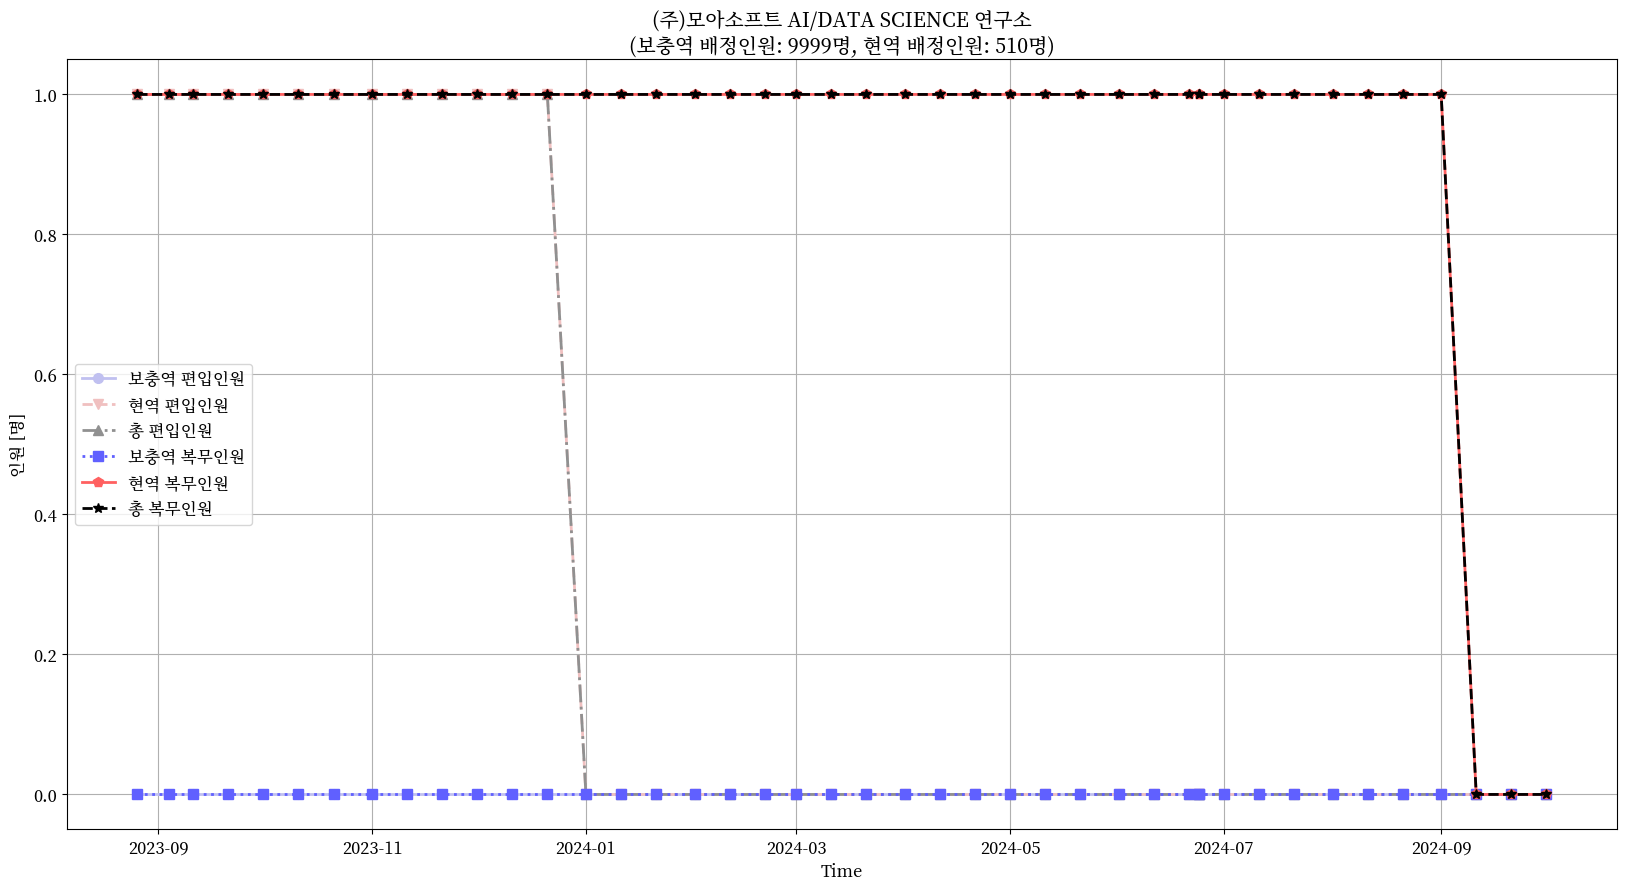 (주)모아소프트 AI/DATA SCIENCE 연구소
(보충역 배정인원: 9999명, 현역 배정인원: 510명)
1.0
0.8
0.6
0.4
0.2
0.0
인원 [명]
보충역 편입인원
현역 편입인원
총 편입인원
보충역 복무인원
현역 복무인원
총 복무인원
2023-09
2023-11
2024-01
2024-03
2024-05
2024-07
2024-09
Time